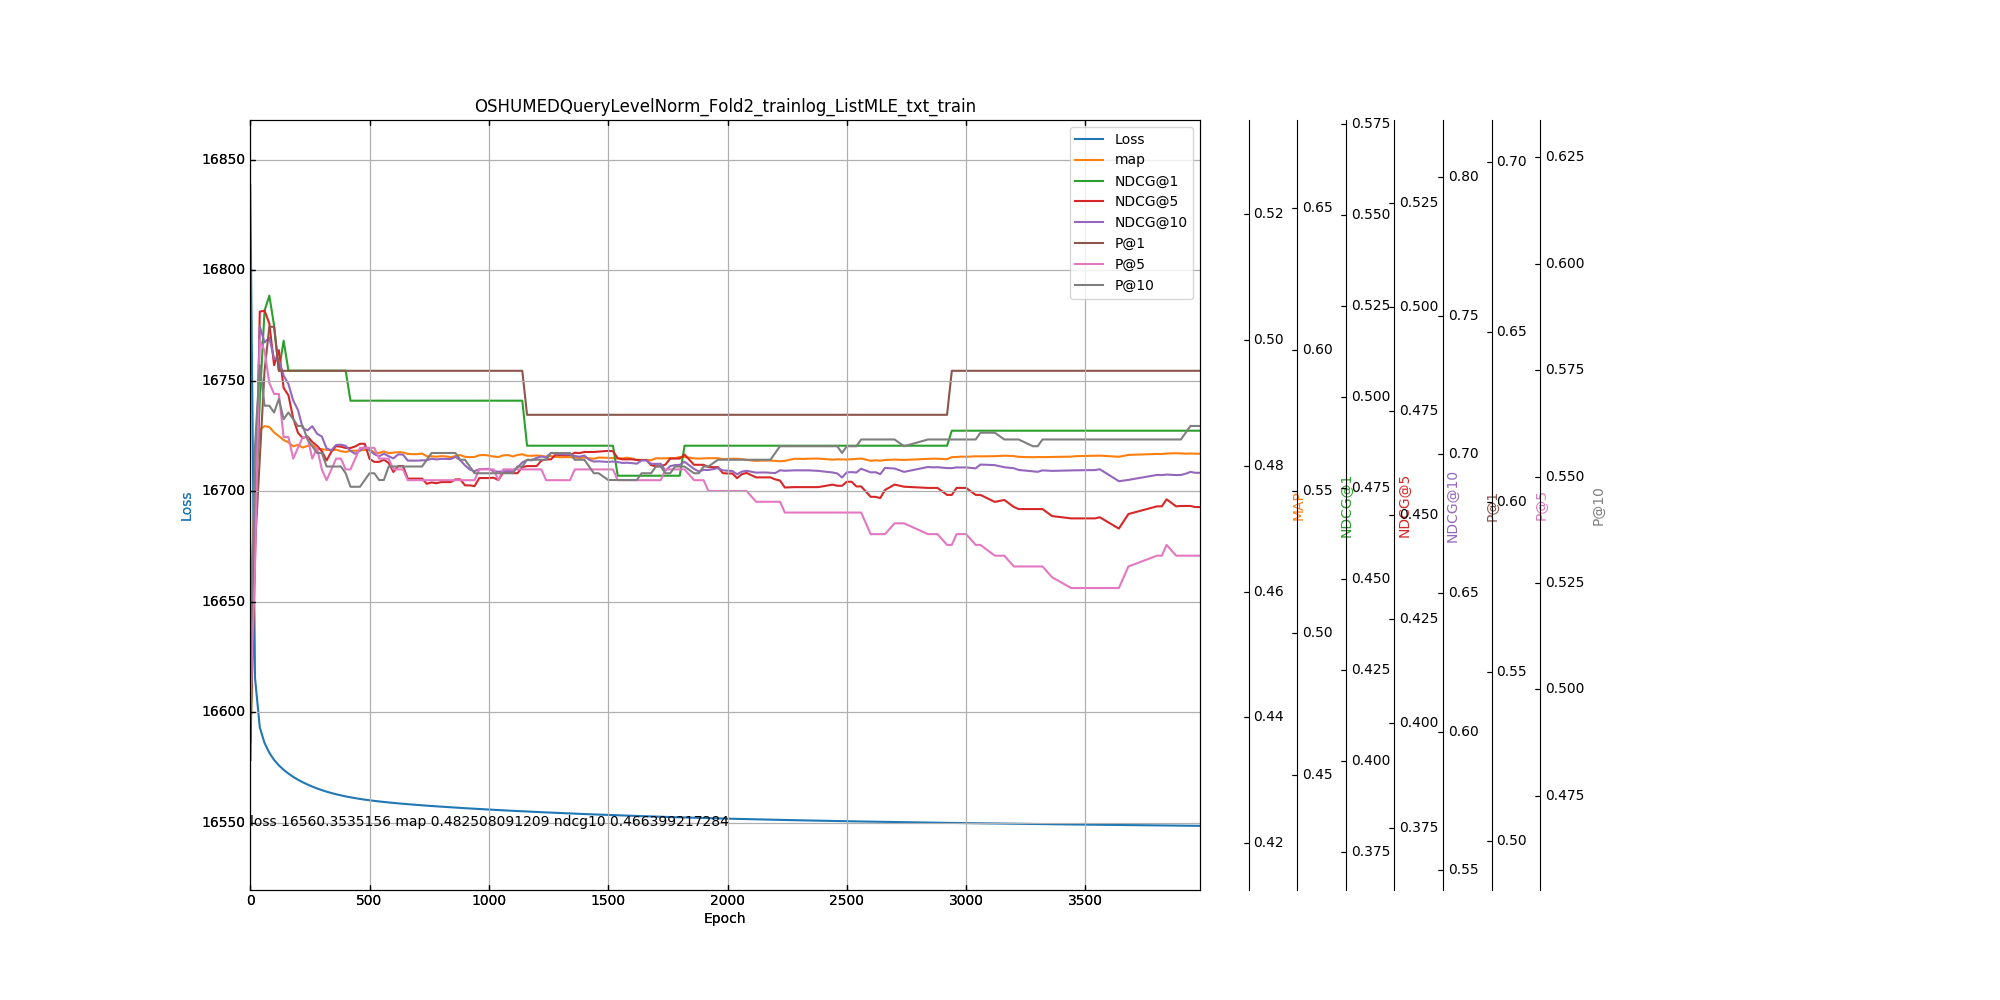 OSHUMEDQueryLevelNorm_Fold2_trainlog_ListMLE_txt_train
Loss
map
NDCG@1
NDCG@5
NDCG@10
P@1
P@5
P@10
16850
16800
16750
16700
16650
16600
16550
Loss
loss 16560.3535156 map 0.482508091209 ndcg10 0.466399217284
0 500 1000 1500 2000 2500 3000 3500
Epoch
0.52
0.50
0.48
0.46
0.44
0.42
MAP
0.65
0.60
0.55
0.50
0.45
NDCG@1
0.575
0.550
0.525
0.500
0.475
0.450
0.425
0.400
0.375
NDCG@5
0.525
0.500
0.475
0.450
0.425
0.400
0.375
NDCG@10
0.80
0.75
0.70
0.65
0.60
0.55
P@1
0.70
0.65
0.60
0.55
0.50
P@5
0.625
0.600
0.575
0.550
0.525
0.500
0.475
P@10